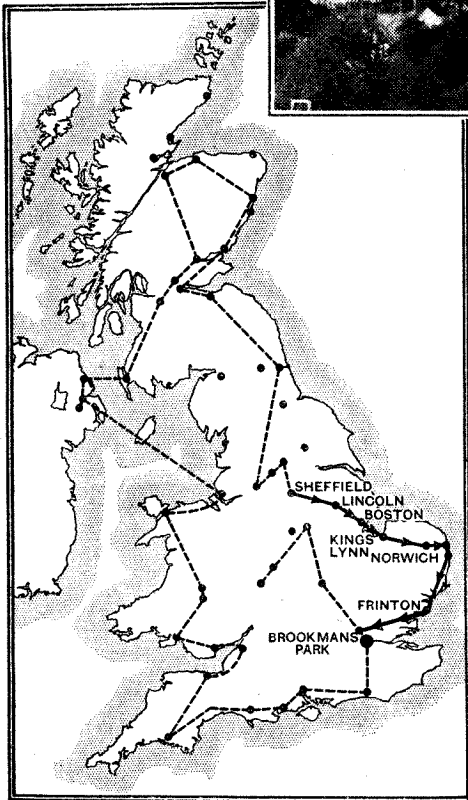 SHEFFIELD
LINCOLN
BOSTON
KINGS
LYNN NORWICH
FRINTON
BROOKMANS
PARK